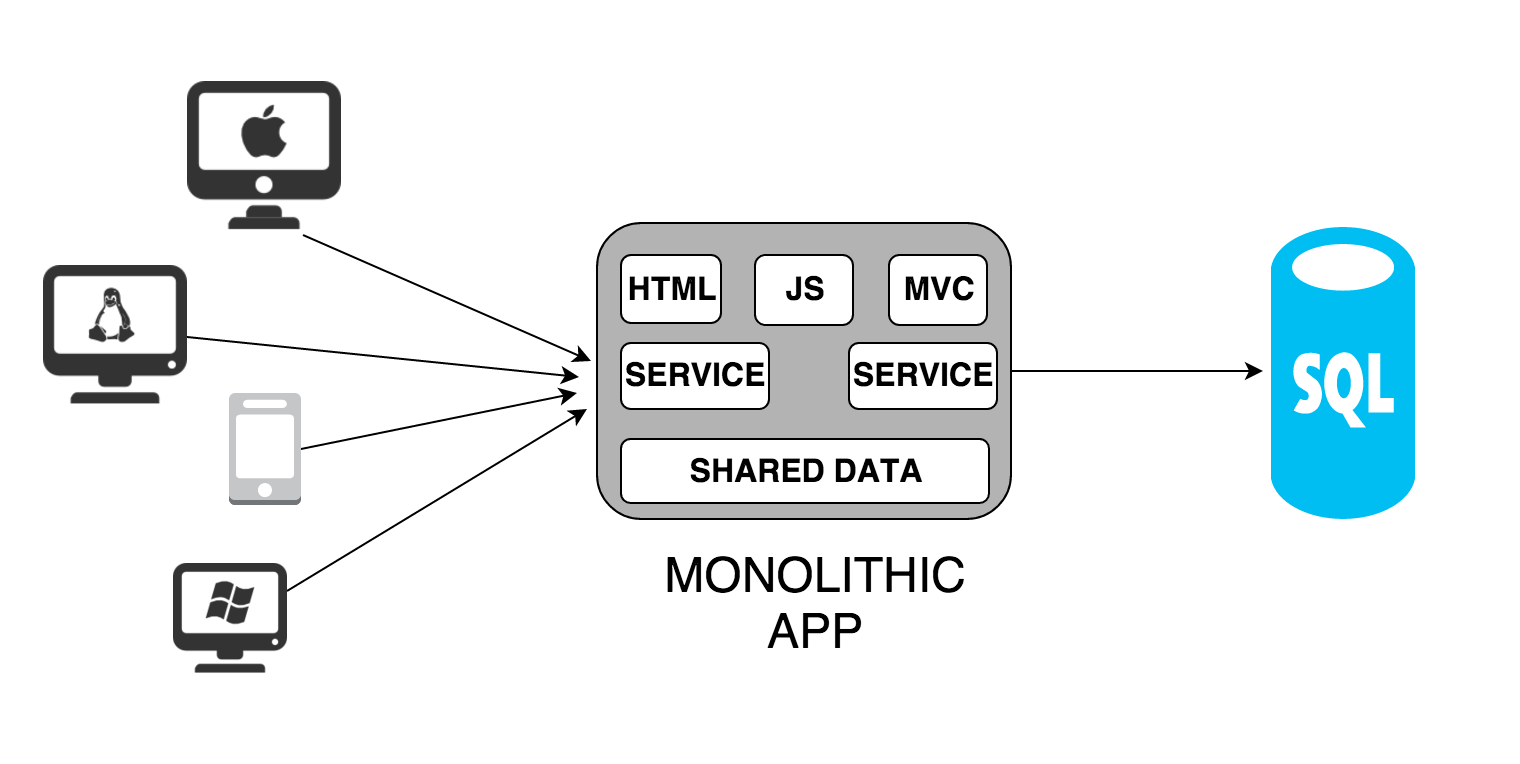 HTML
JS
MVC
SERVICE
SERVICE
SHARED DATA
MONOLITHIC
APP
SQL